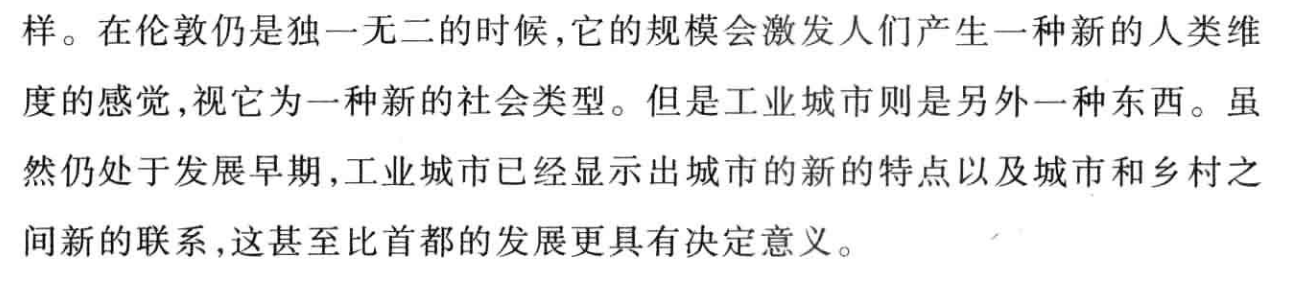 样。在伦敦仍是独一无二的时候,它的规模会激发人们产生一种新的人类维
度的感觉,视它为一种新的社会类型。但是工业城市则是另外一种东西。虽
然仍处于发展早期,工业城市已经显示出城市的新的特点以及城市和乡村之
间新的联系,这甚至比首都的发展更具有决定意义。